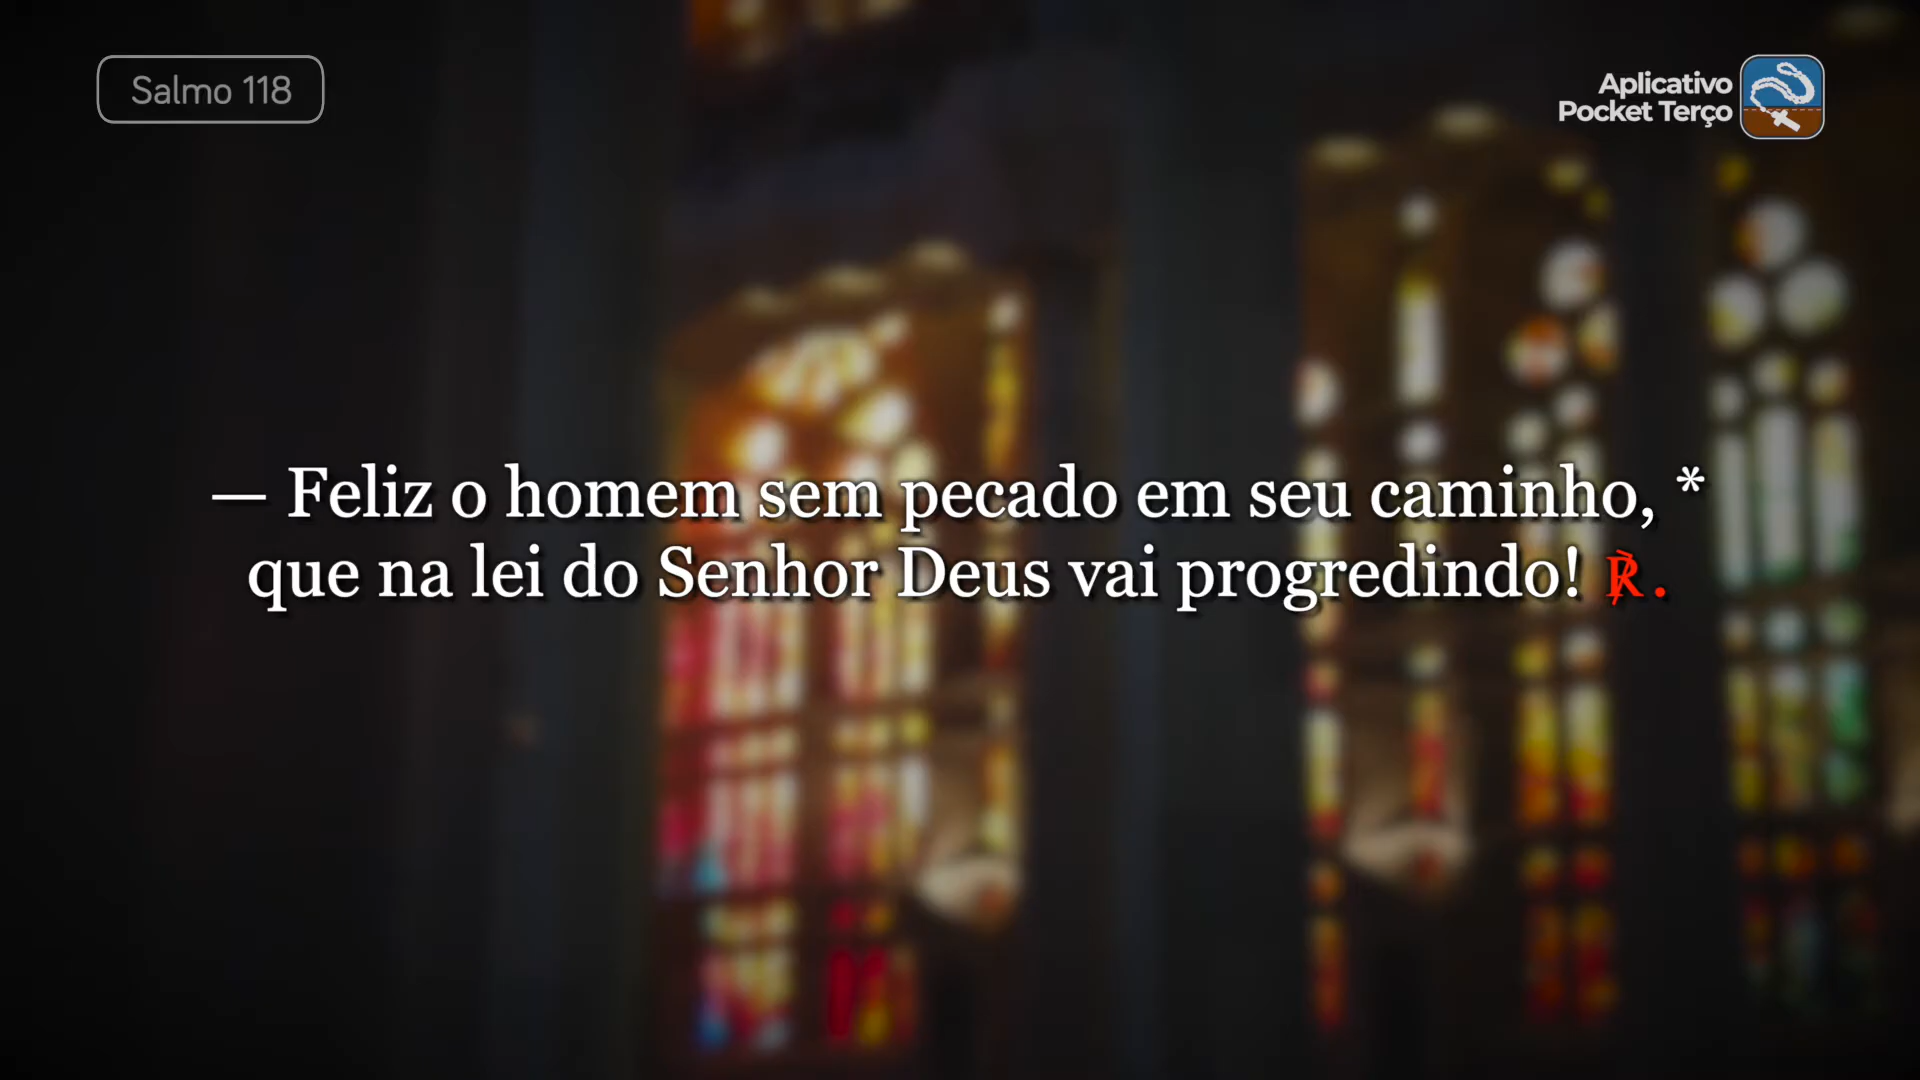 Salmo 118
Aplicativo
Pocket Terço
— Feliz o homem sem pecado em seu caminho, *
que na lei do Senhor Deus vai progredindo! ℟.